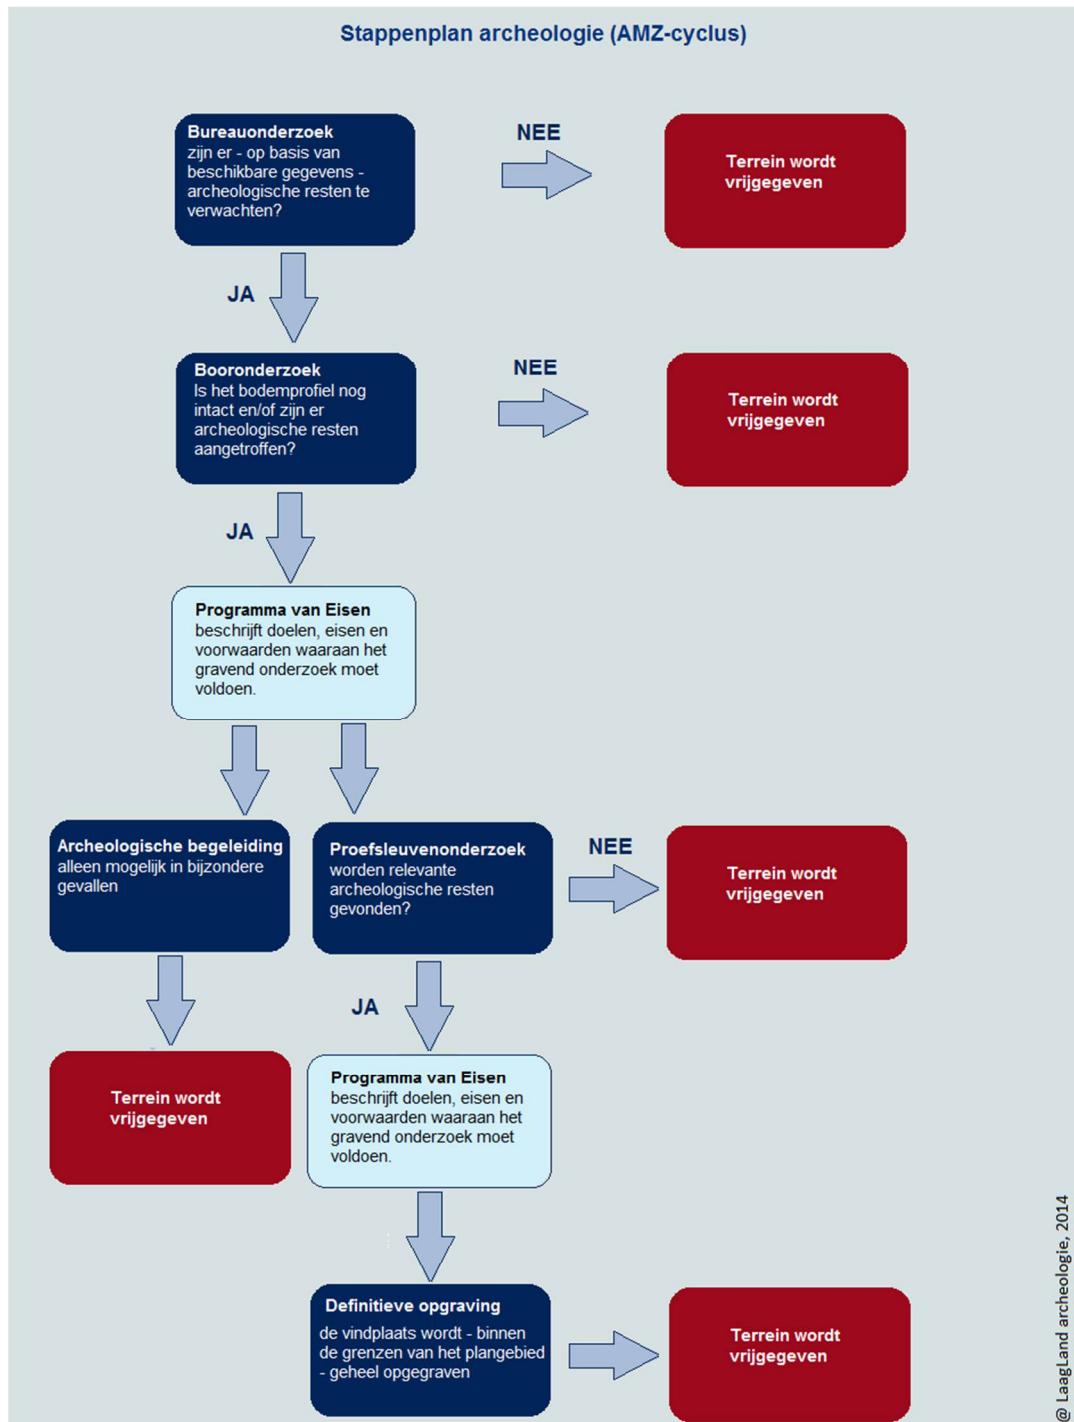 Stappenplan archeologie (AMZ-cyclus)
Bureauonderzoek
zijn er - op basis van
beschikbare gegevens -
archeologische resten te
verwachten?
NEE
Terrein wordt
vrijgegeven
JA
Booronderzoek
Is het bodemprofiel nog
intact en/of zijn er
archeologische resten
aangetroffen?
NEE
Terrein wordt
vrijgegeven
JA
Programma van Eisen
beschrijft doelen, eisen en
voorwaarden waaraan het
gravend onderzoek moet
voldoen.
Archeologische begeleiding
alleen mogelijk in bijzondere
gevallen
Proefsleuvenonderzoek
worden relevante
archeologische resten
gevonden?
NEE
Terrein wordt
vrijgegeven
JA
Terrein wordt
vrijgegeven
Programma van Eisen
beschrijft doelen, eisen en
voorwaarden waaraan het
gravend onderzoek moet
voldoen.
Definitieve opgraving
de vindplaats wordt - binnen
de grenzen van het plangebied
- geheel opgegraven
Terrein wordt
vrijgegeven
@ LaagLand archeologie, 2014